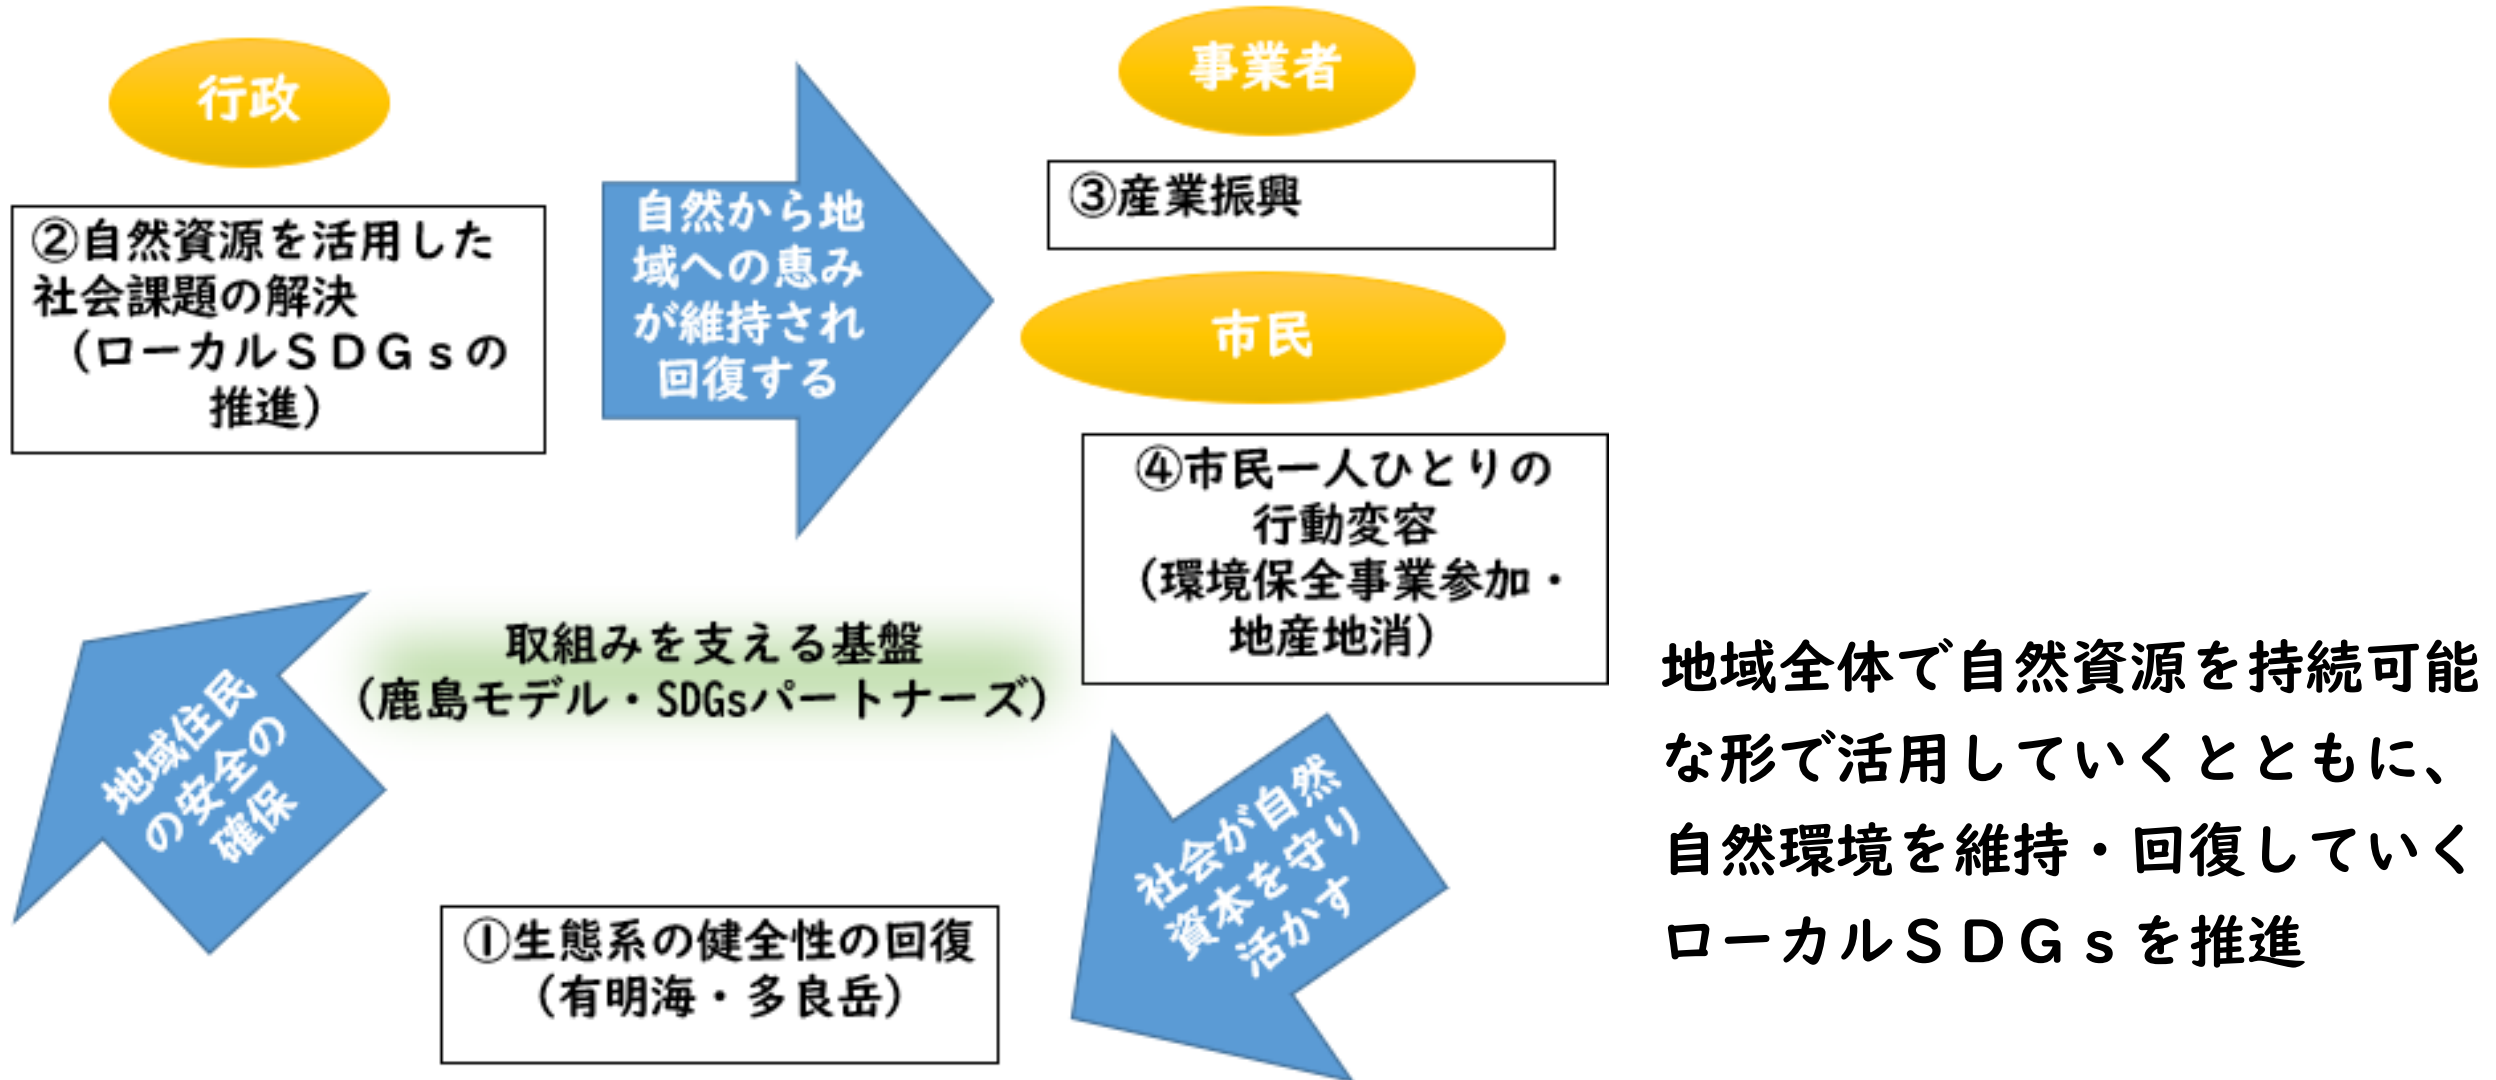 行政
②自然資源を活用した
社会課題の解決
（ローカルＳＤＧｓの
推進）
自然から地
域への恵み
が維持され
回復する
事業者
③産業振興
市民
④市民一人ひとりの
行動変容
（環境保全事業参加・
地産地消）
取組みを支える基盤
（鹿島モデル・SDGsパートナーズ）
地域住民
の安全の
確保
社会が自然
資本を守り
活かす
①生態系の健全性の回復
（有明海・多良岳）
地域全体で自然資源を持続可能
な形で活用していくとともに、
自然環境を維持・回復していく
ローカルＳＤＧｓを推進